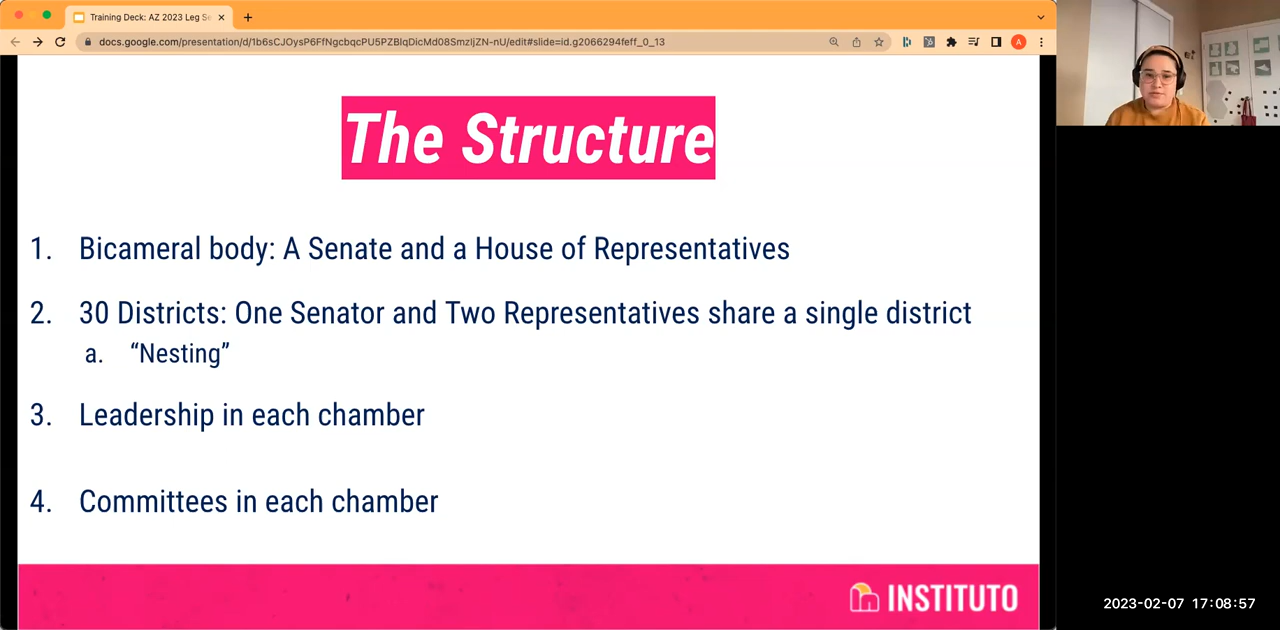 Training Deck: AZ 2023 Leg Se
docs.google.com/presentation/d/1b6sCJOysP6FfNgcbqcPU5PZBIqDicMd08SmzIjZN-nU/edit#slide=id.g2066294feff_0_13
A
The Structure
1. Bicameral body: A Senate and a House of Representatives
2. 30 Districts: One Senator and Two Representatives share a single district
a. “Nesting”
3. Leadership in each chamber
4. Committees in each chamber
INSTITUTO
2023-02-07 17:08:57